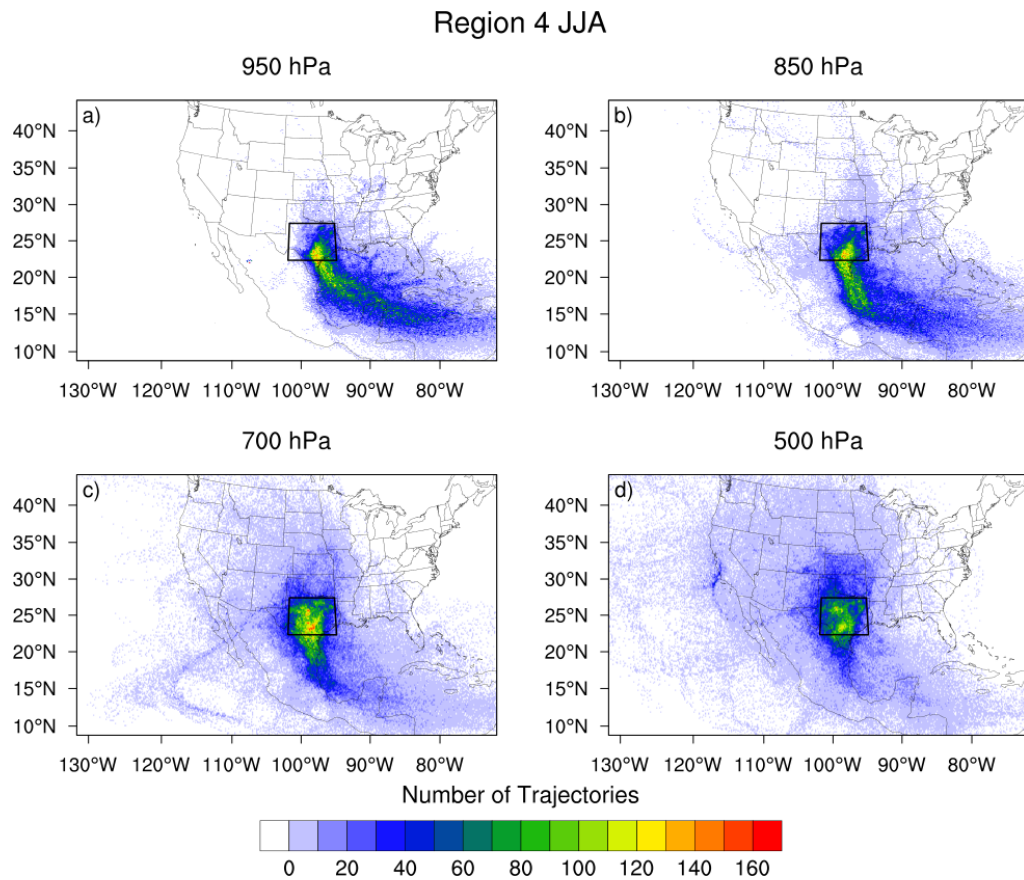 Region 4 JJA
950 hPa
850 hPa
a)
40°N
35°N
30°N
25°N
20°N
15°N
10°N
130°W 120°W 110°W 100°W 90°W 80°W
b)
40°N
35°N
30°N
25°N
20°N
15°N
10°N
130°W 120°W 110°W 100°W 90°W 80°W
700 hPa
500 hPa
c)
40°N
35°N
30°N
25°N
20°N
15°N
10°N
130°W 120°W 110°W 100°W 90°W 80°W
d)
40°N
35°N
30°N
25°N
20°N
15°N
10°N
130°W 120°W 110°W 100°W 90°W 80°W
Number of Trajectories
0 20 40 60 80 100 120 140 160